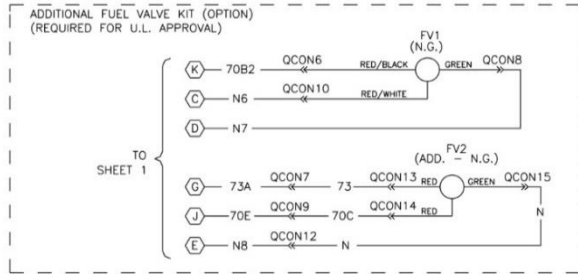 ADDITIONAL FUEL VALVE KIT (OPTION)
(REQUIRED FOR U.L. APPROVAL)
FV1
(N.G.)
K 70B2 QCON6 RED/BLACK GREEN QCON8
C N6 QCON10 RED/WHITE
D N7
TO
SHEET 1
FV2
(ADD. - N.G.)
G 73A QCON7 73 QCON13 RED GREEN QCON15
J 70E QCON9 70C QCON14 RED
N
E N8 QCON12 N